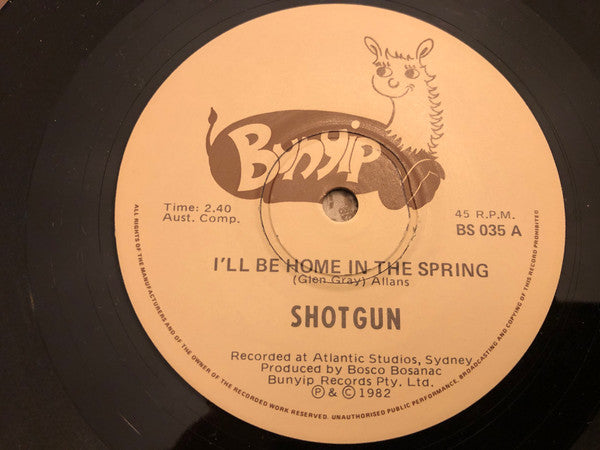 Bunyip
Time: 2.40
Aust. Comp.
45 R.P.M.
BS 035 A
I'LL BE HOME IN THE SPRING
(Glen Gray) Allans
SHOTGUN
Recorded at Atlantic Studios, Sydney
Produced by Bosco Bosanac
Bunyip Records Pty. Ltd.
℗ & © 1982
ALL RIGHTS OF THE MANUFACTURERS AND OF THE OWNER OF THE RECORDED WORK RESERVED. UNAUTHORISED PUBLIC PERFORMANCE, BROADCASTING AND COPYING OF THIS RECORD PROHIBITED